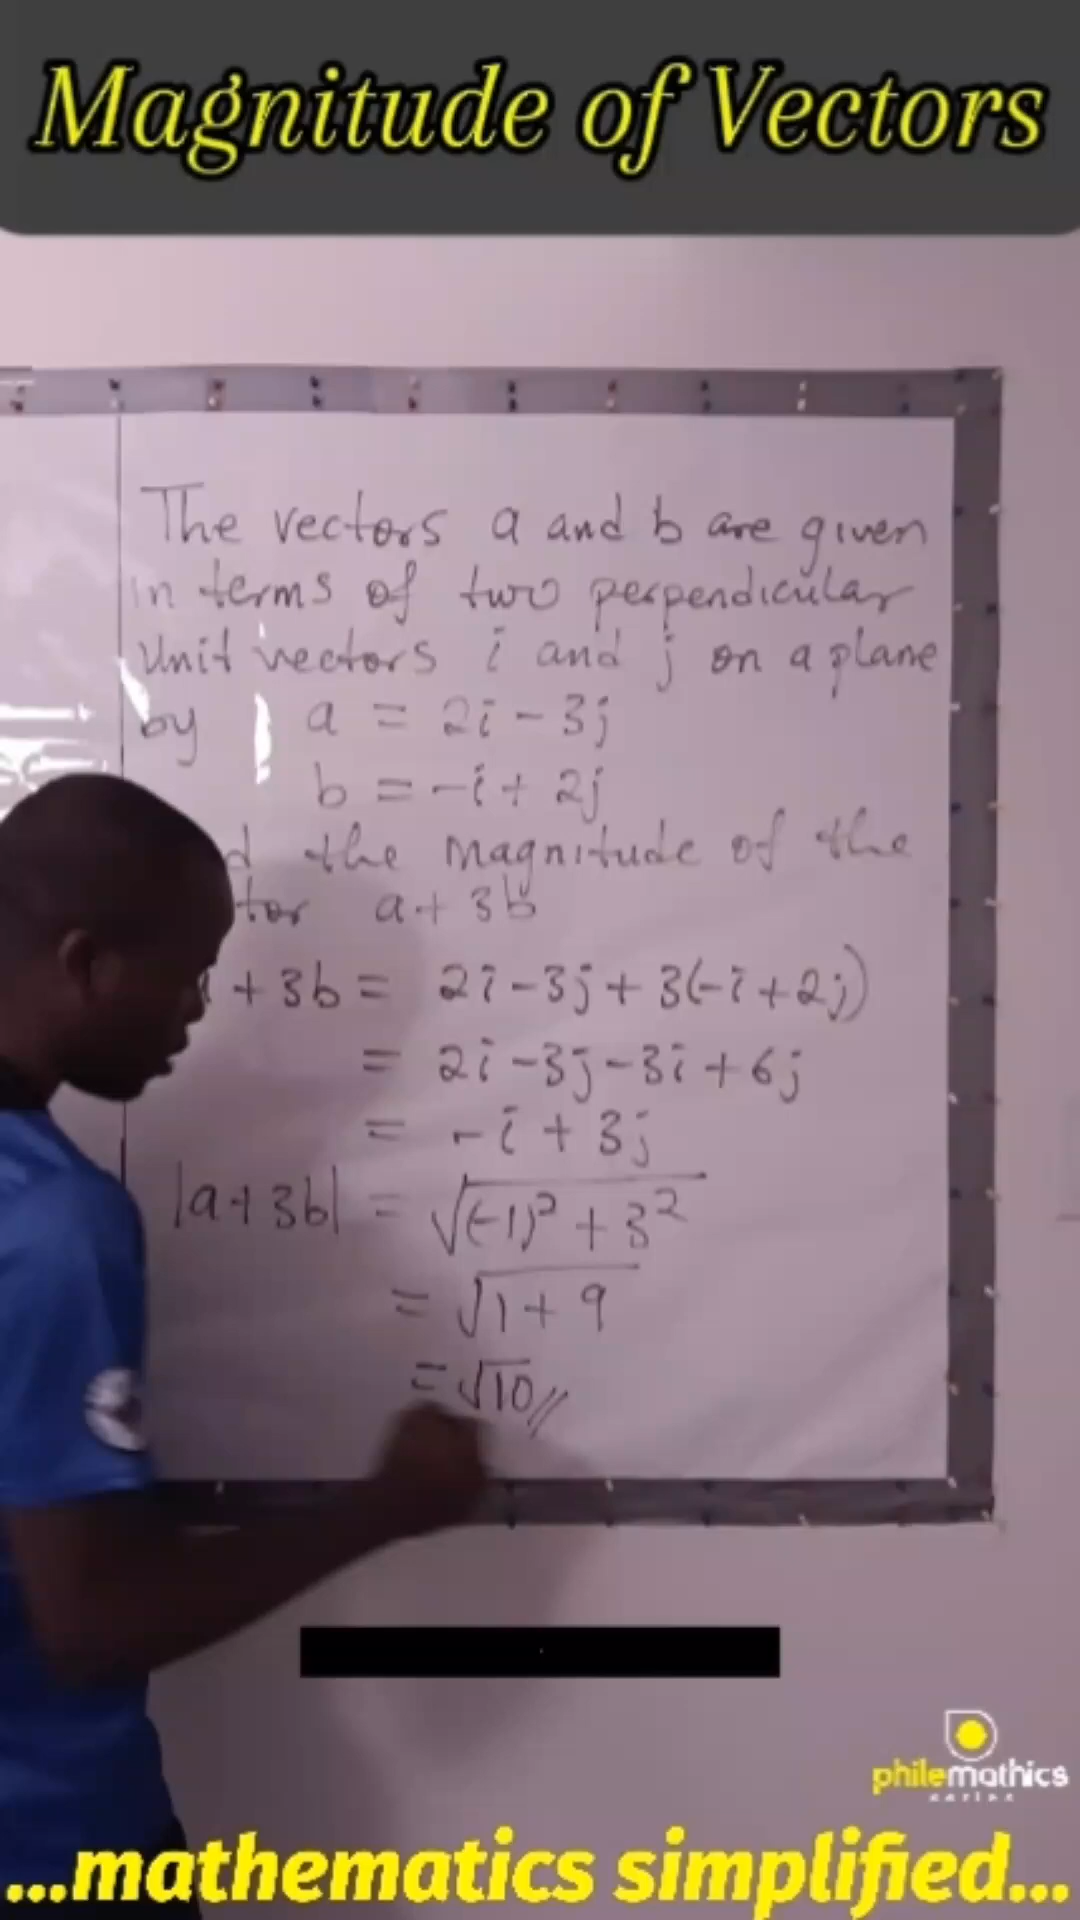 Magnitude of Vectors
The vectors a and b are given
in terms of two perpendicular
Unit vectors i and j on a plane
by a = 2i - 3j
b = -i + 2j
d the magnitude of the
tor a + 3b
+ 3b = 2i - 3j + 3(-i + 2j)
= 2i - 3j - 3i + 6j
= -i + 3j
|a + 3b| = √(-1)² + 3²
= √1 + 9
= √10 //
philemathics
series
...mathematics simplified...